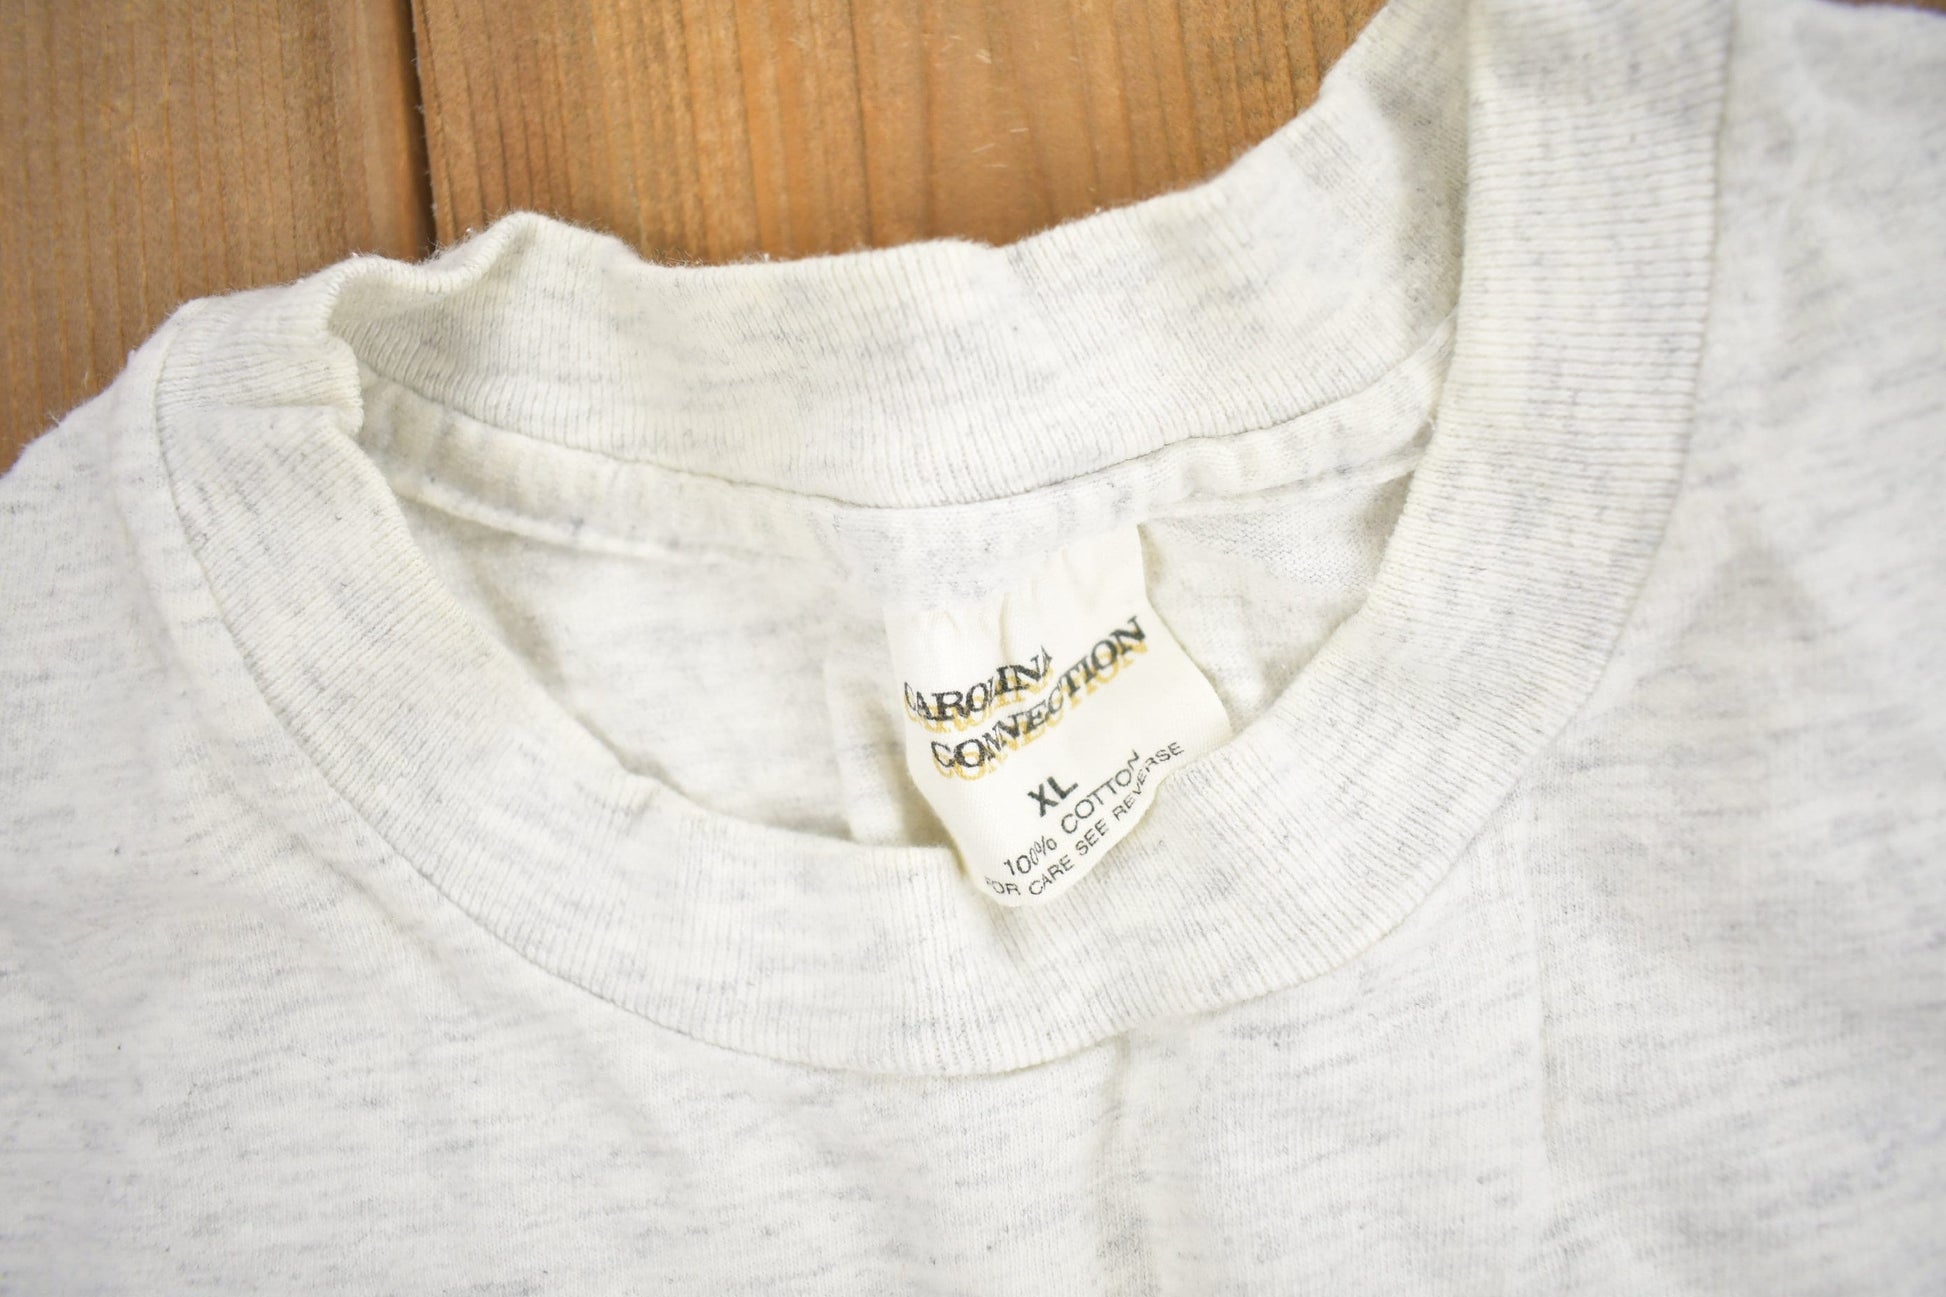 CAROLINA
CONNECTION
XL
100% COTTON
FOR CARE SEE REVERSE